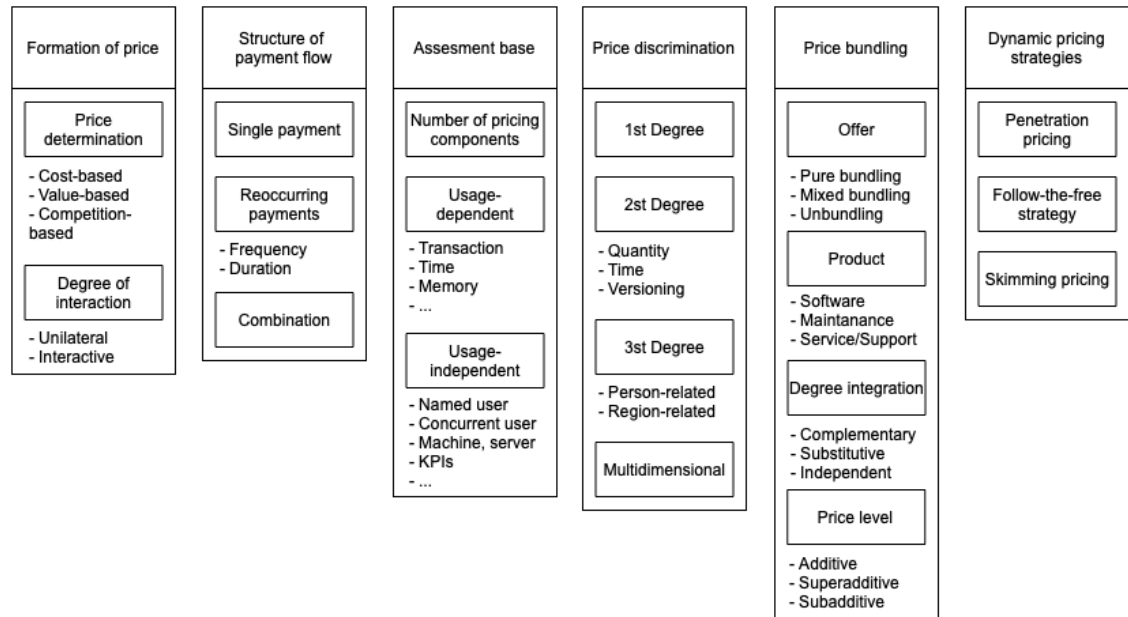 Formation of price
Price
determination
- Cost-based
- Value-based
- Competition-
based
Degree of
interaction
- Unilateral
- Interactive
Structure of
payment flow
Single payment
Reoccurring
payments
- Frequency
- Duration
Combination
Assesment base
Number of pricing
components
Usage-
dependent
- Transaction
- Time
- Memory
- ...
Usage-
independent
- Named user
- Concurrent user
- Machine, server
- KPIs
- ...
Price discrimination
1st Degree
2st Degree
- Quantity
- Time
- Versioning
3st Degree
- Person-related
- Region-related
Multidimensional
Price bundling
Offer
- Pure bundling
- Mixed bundling
- Unbundling
Product
- Software
- Maintanance
- Service/Support
Degree integration
- Complementary
- Substitutive
- Independent
Price level
- Additive
- Superadditive
- Subadditive
Dynamic pricing
strategies
Penetration
pricing
Follow-the-free
strategy
Skimming pricing